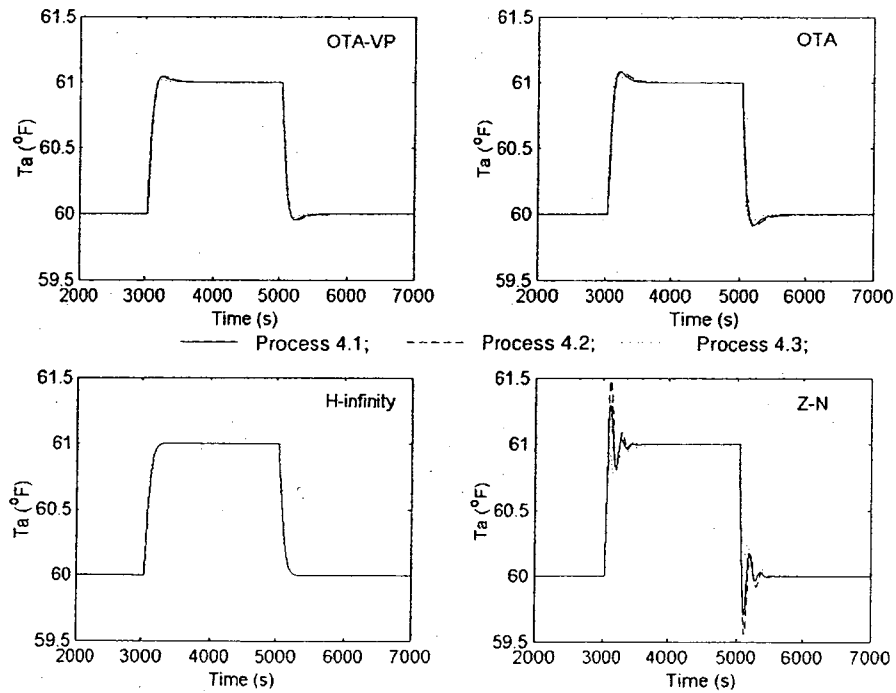 61.5
OTA-VP
61
Ta (°F)
60.5
60
59.5
2000 3000 4000 5000 6000 7000
Time (s)
61.5
OTA
61
Ta (°F)
60.5
60
59.5
2000 3000 4000 5000 6000 7000
Time (s)
Process 4.1; Process 4.2; Process 4.3;
61.5
H-infinity
61
Ta (°F)
60.5
60
59.5
2000 3000 4000 5000 6000 7000
Time (s)
61.5
Z-N
61
Ta (°F)
60.5
60
59.5
2000 3000 4000 5000 6000 7000
Time (s)